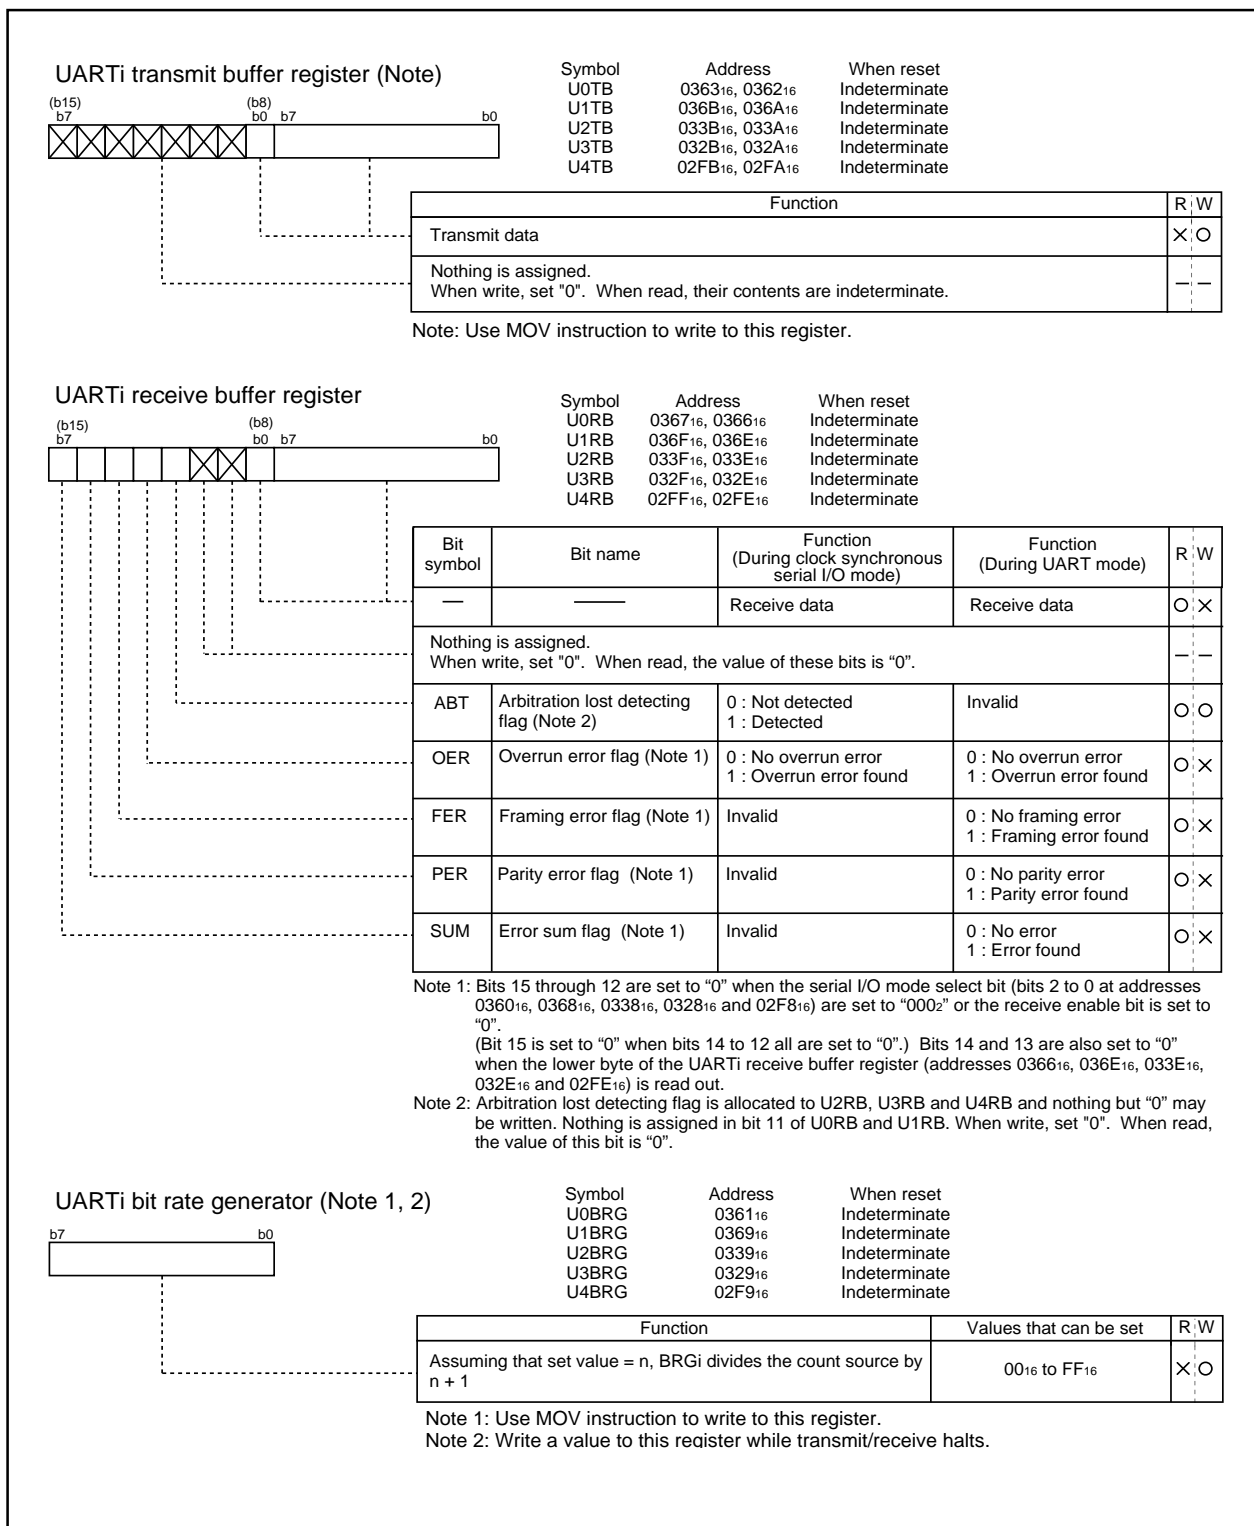 UARTi transmit buffer register (Note)
Symbol Address When reset
U0TB 036316, 036216 Indeterminate
U1TB 036B16, 036A16 Indeterminate
U2TB 033B16, 033A16 Indeterminate
U3TB 032B16, 032A16 Indeterminate
U4TB 02FB16, 02FA16 Indeterminate
(b15) (b8)
b7 b0 b7 b0
Function R W
Transmit data
Nothing is assigned.
When write, set "0". When read, their contents are indeterminate.
Note: Use MOV instruction to write to this register.
UARTi receive buffer register
Symbol Address When reset
U0RB 036716, 036616 Indeterminate
U1RB 036F16, 036E16 Indeterminate
U2RB 033F16, 033E16 Indeterminate
U3RB 032F16, 032E16 Indeterminate
U4RB 02FF16, 02FE16 Indeterminate
(b15) (b8)
b7 b0 b7 b0
Bit symbol Bit name Function (During clock synchronous serial I/O mode) Function (During UART mode) R W
Receive data Receive data
Nothing is assigned.
When write, set "0". When read, the value of these bits is “0”.
ABT Arbitration lost detecting 0 : Not detected Invalid
flag (Note 2) 1 : Detected
OER Overrun error flag (Note 1) 0 : No overrun error 0 : No overrun error
1 : Overrun error found 1 : Overrun error found
FER Framing error flag (Note 1) Invalid 0 : No framing error
1 : Framing error found
PER Parity error flag (Note 1) Invalid 0 : No parity error
1 : Parity error found
SUM Error sum flag (Note 1) Invalid 0 : No error
1 : Error found
Note 1: Bits 15 through 12 are set to “0” when the serial I/O mode select bit (bits 2 to 0 at addresses
036016, 036816, 033816, 032816 and 02F816) are set to “0002” or the receive enable bit is set to
“0”.
(Bit 15 is set to “0” when bits 14 to 12 all are set to “0”.) Bits 14 and 13 are also set to “0”
when the lower byte of the UARTi receive buffer register (addresses 036616, 036E16, 033E16,
032E16 and 02FE16) is read out.
Note 2: Arbitration lost detecting flag is allocated to U2RB, U3RB and U4RB and nothing but “0” may
be written. Nothing is assigned in bit 11 of U0RB and U1RB. When write, set "0". When read,
the value of this bit is “0”.
UARTi bit rate generator (Note 1, 2)
Symbol Address When reset
U0BRG 036116 Indeterminate
U1BRG 036916 Indeterminate
U2BRG 033916 Indeterminate
U3BRG 032916 Indeterminate
U4BRG 02F916 Indeterminate
b7 b0
Function Values that can be set R W
Assuming that set value = n, BRGi divides the count source by
n + 1 0016 to FF16
Note 1: Use MOV instruction to write to this register.
Note 2: Write a value to this register while transmit/receive halts.